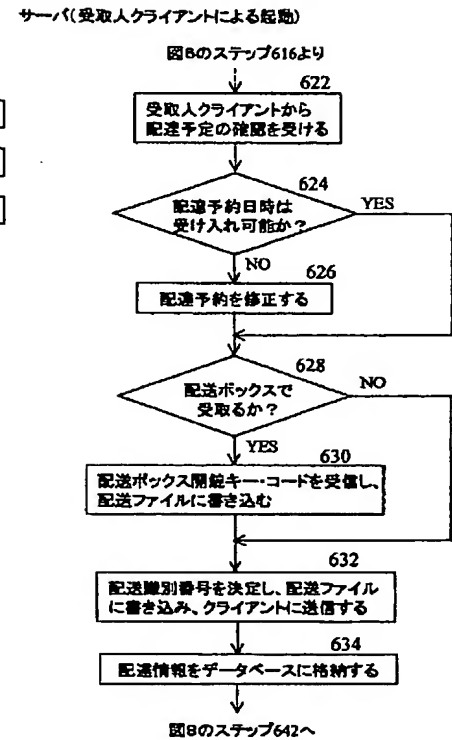 サーバ(受取人クライアントによる起動)
図8のステップ616より
622
受取人クライアントから
配達予定の確認を受ける
624
配達予約日時は
受け入れ可能か?
YES
NO
626
配達予約を修正する
628
配送ボックスで
受取るか?
NO
YES
630
配送ボックス開錠キー・コードを受信し、
配送ファイルに書き込む
632
配送識別番号を決定し、配送ファイル
に書き込み、クライアントに送信する
634
配達情報をデータベースに格納する
図8のステップ642へ